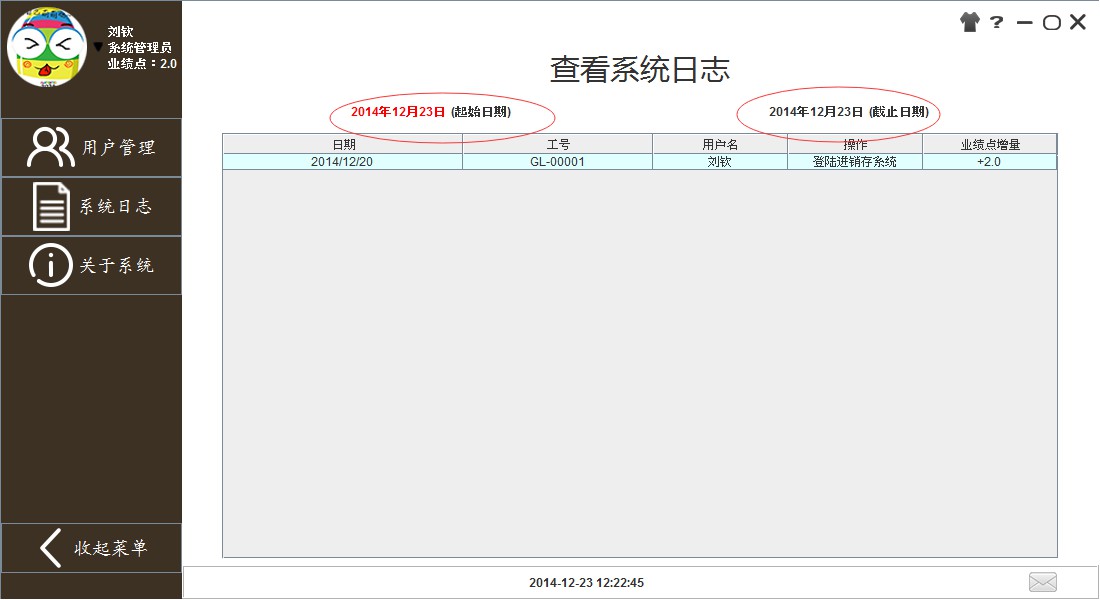 刘钦
系统管理员
业绩点：2.0
?
查看系统日志
2014年12月23日 (起始日期)
2014年12月23日 (截止日期)
日期 工号 用户名 操作 业绩点增量
2014/12/20 GL-00001 刘钦 登陆进销存系统 +2.0
用户管理
系统日志
关于系统
收起菜单
2014-12-23 12:22:45